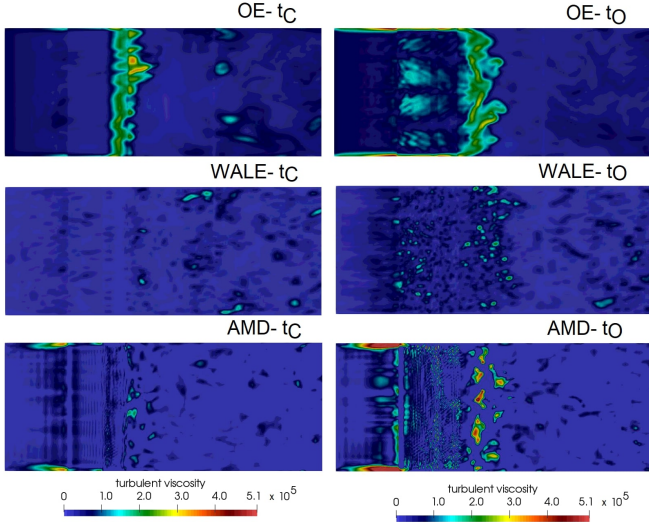 OE- tC
OE- tO
WALE- tC
WALE- tO
AMD- tC
AMD- tO
turbulent viscosity
0 1.0 2.0 3.0 4.0 5.1 x 10^5
turbulent viscosity
0 1.0 2.0 3.0 4.0 5.1 x 10^5